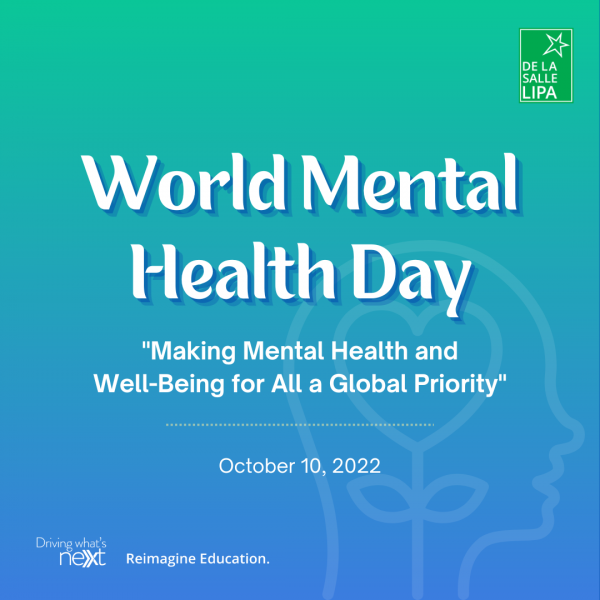 DE LA
SALLE
LIPA
World Mental
Health Day
"Making Mental Health and
Well-Being for All a Global Priority"
October 10, 2022
Driving what's
next
Reimagine Education.